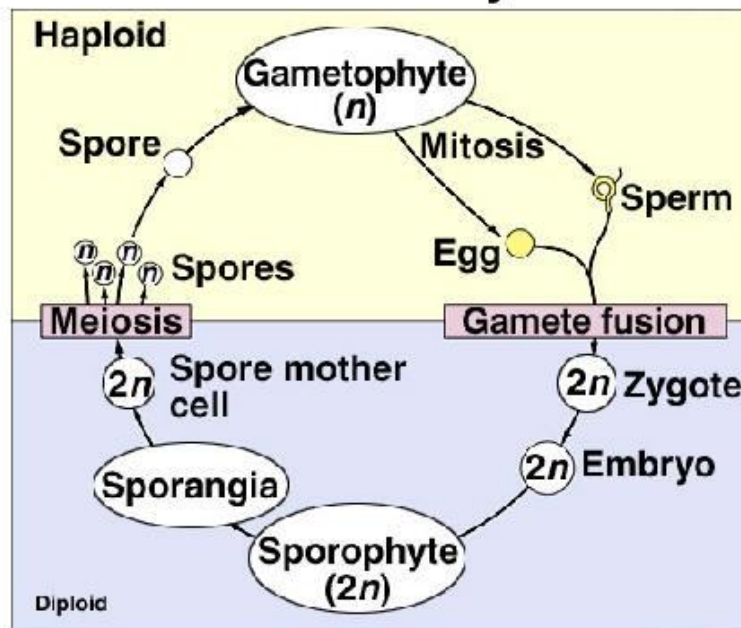 Haploid
Gametophyte
(n)
Spore
Mitosis
Sperm
Egg
n
n
n
n
Spores
Meiosis
Gamete fusion
2n
Spore mother
cell
2n
Zygote
2n
Embryo
Sporangia
Sporophyte
(2n)
Diploid